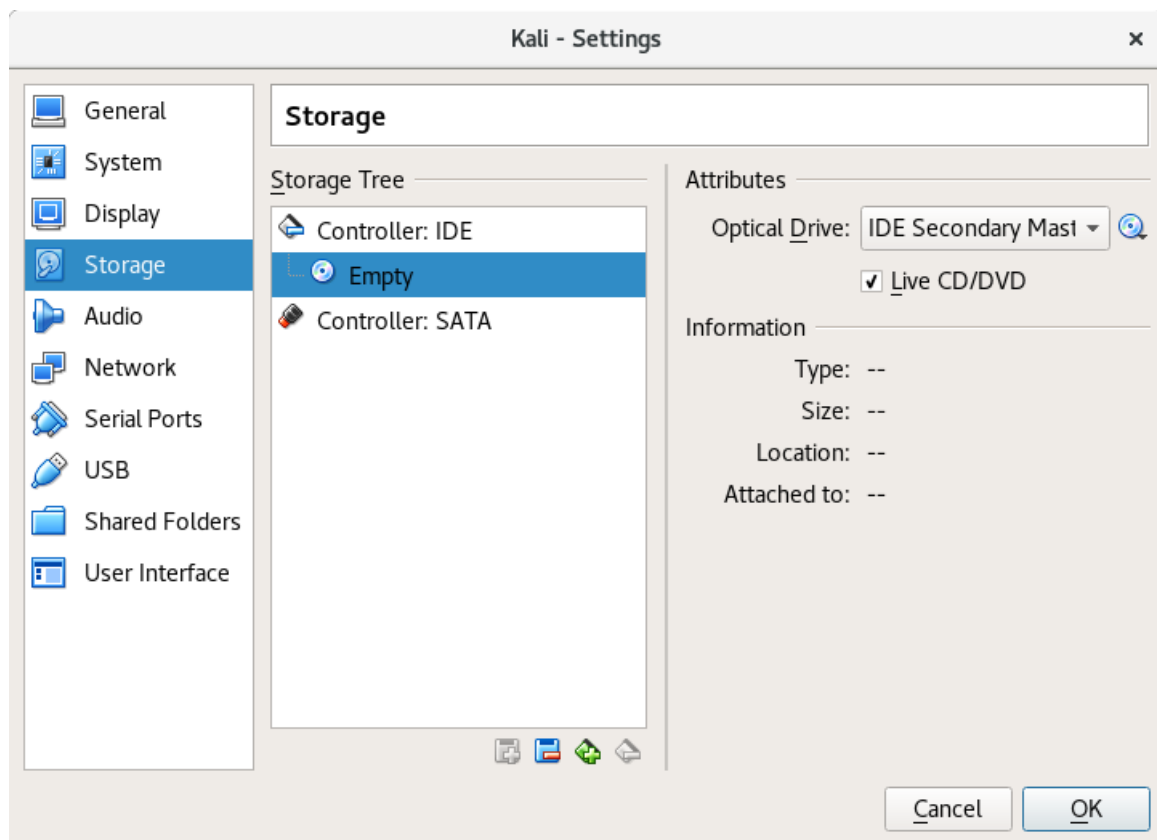 Kali - Settings
General
System
Display
Storage
Audio
Network
Serial Ports
USB
Shared Folders
User Interface
Storage
Storage Tree
Controller: IDE
Empty
Controller: SATA
Attributes
Optical Drive: IDE Secondary Mast
Live CD/DVD
Information
Type: --
Size: --
Location: --
Attached to: --
Cancel OK